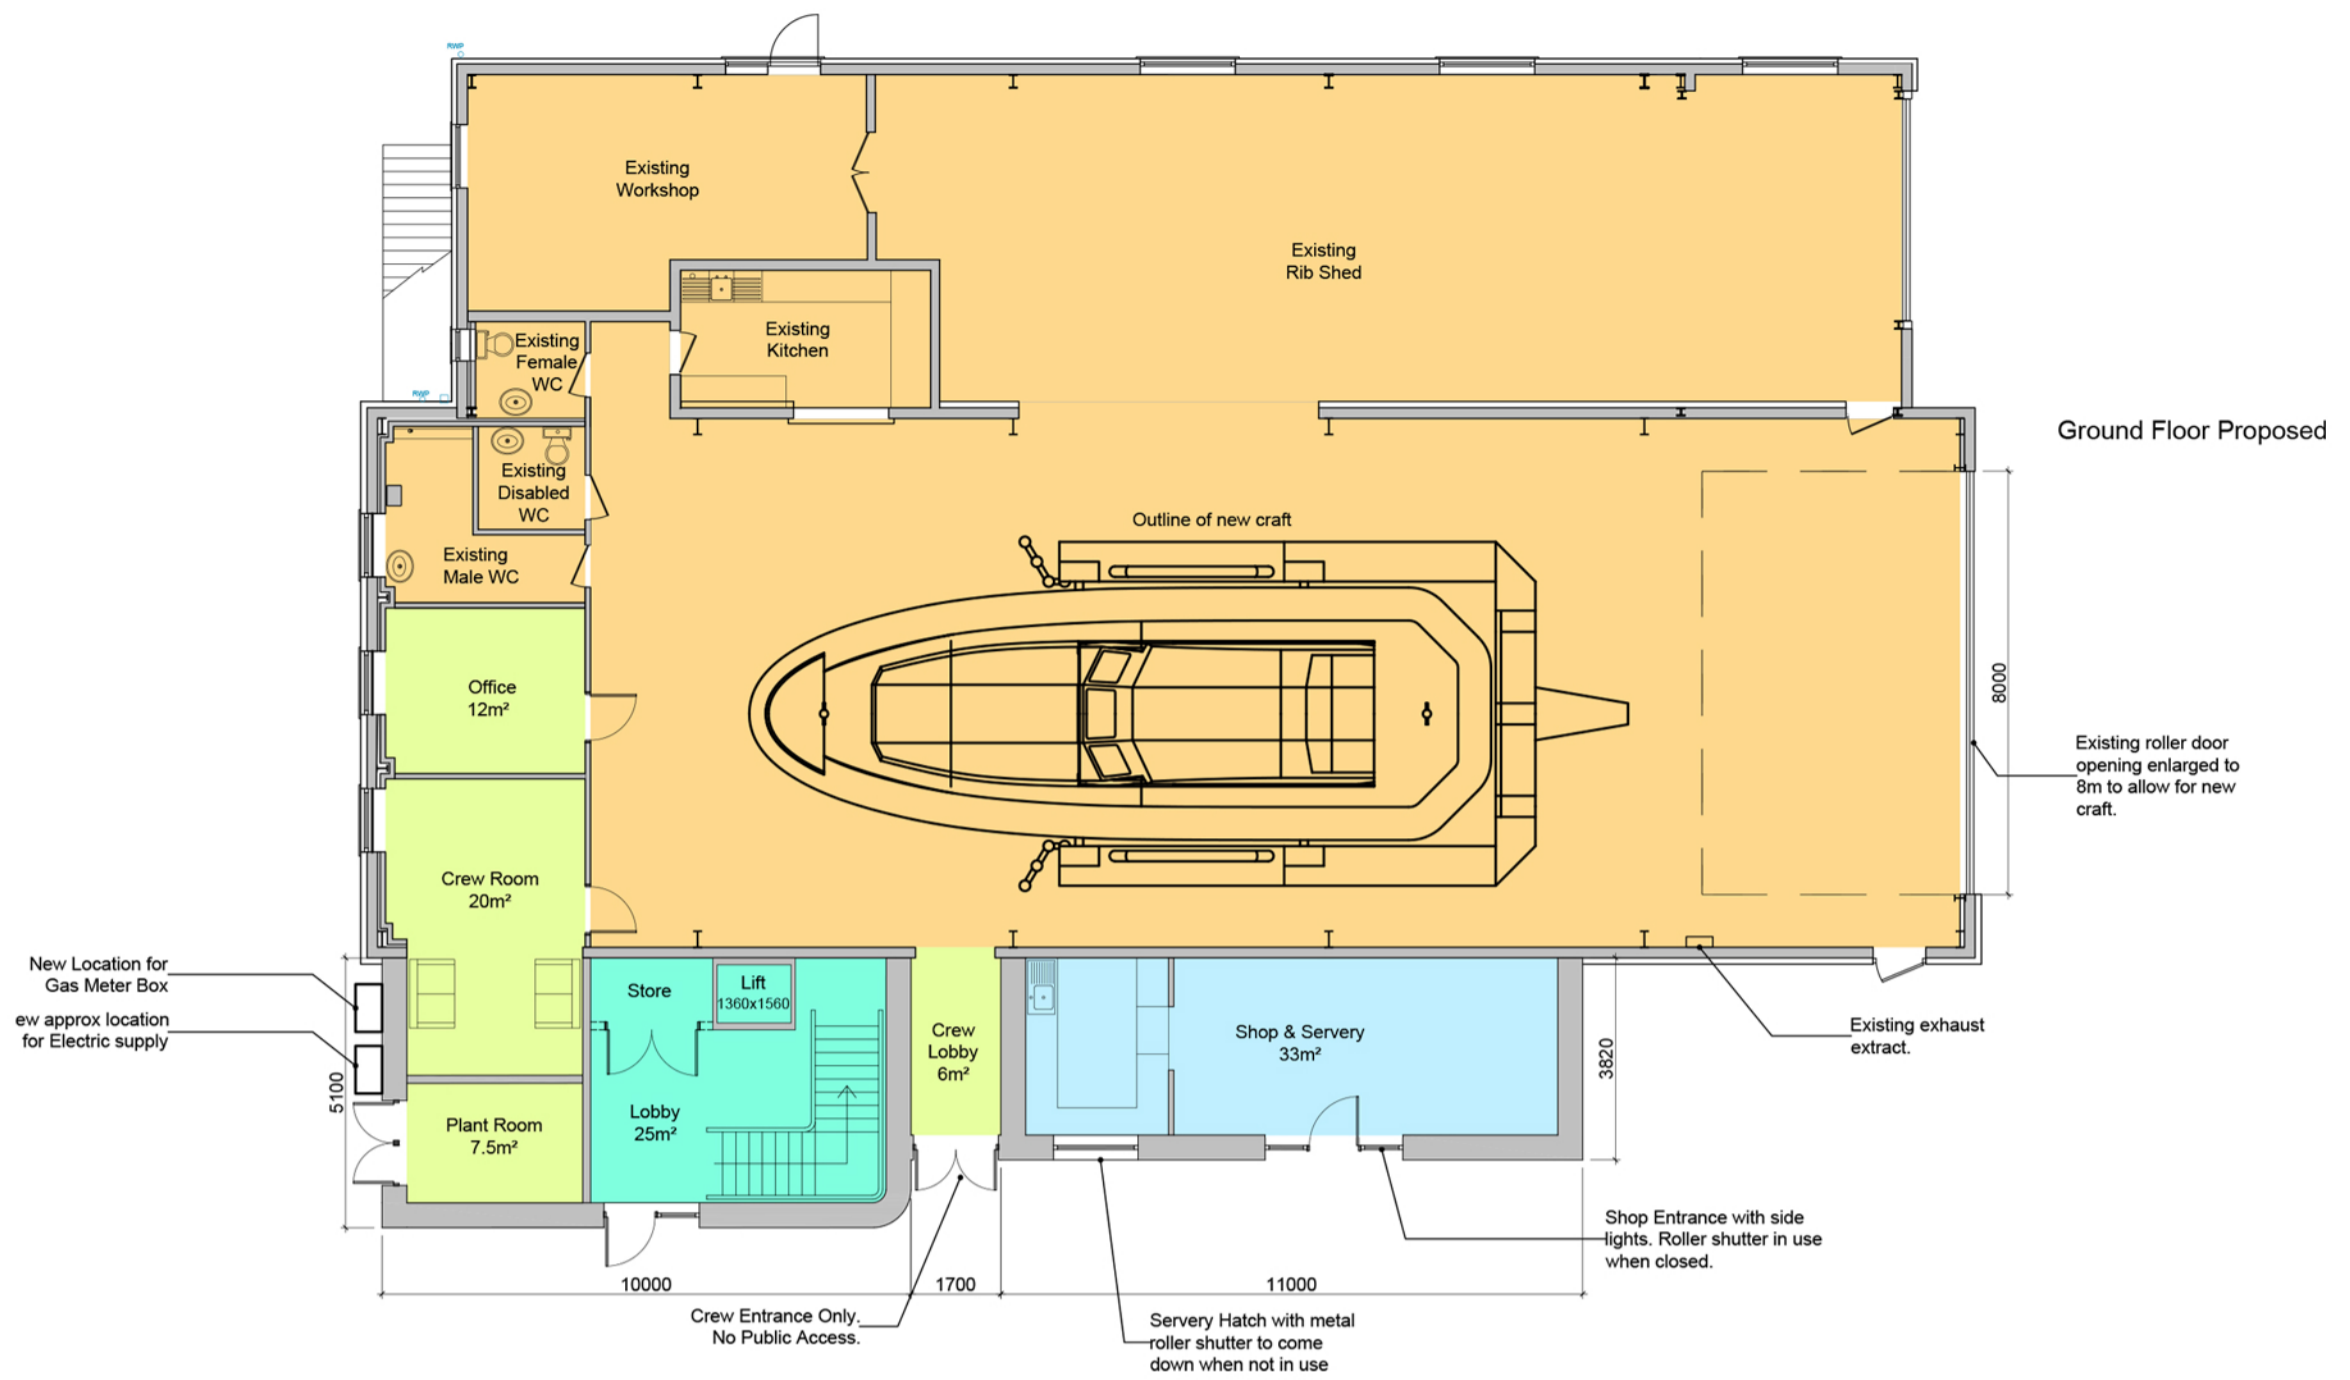 RWP
Existing
Workshop
Existing
Rib Shed
Existing
Kitchen
Existing
Female
WC
RWP
Existing
Disabled
WC
Existing
Male WC
Ground Floor Proposed
Outline of new craft
Office
12m²
8000
Existing roller door
opening enlarged to
8m to allow for new
craft.
Crew Room
20m²
New Location for
Gas Meter Box
ew approx location
for Electric supply
5100
Store
Lift
1360x1560
Lobby
25m²
Plant Room
7.5m²
Crew
Lobby
6m²
Shop & Servery
33m²
3820
Existing exhaust
extract.
Shop Entrance with side
lights. Roller shutter in use
when closed.
10000
1700
11000
Crew Entrance Only.
No Public Access.
Servery Hatch with metal
roller shutter to come
down when not in use